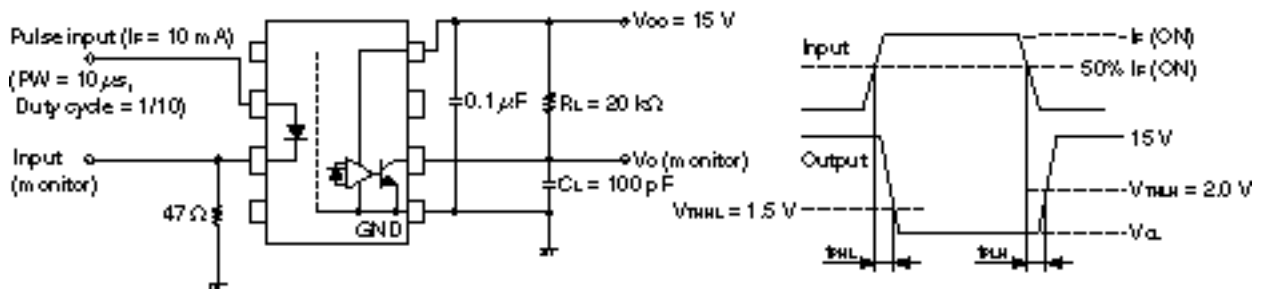 Pulse input (IF = 10 mA)
(PW = 10 μs,
Duty cycle = 1/10)
Input
(monitor)
47 Ω
GND
0.1 μF
VCC = 15 V
RL = 20 kΩ
VO (monitor)
CL = 100 pF
VTHHL = 1.5 V
Input
IF (ON)
50% IF (ON)
Output
15 V
VTHLH = 2.0 V
VOL
tPHL
tPLH